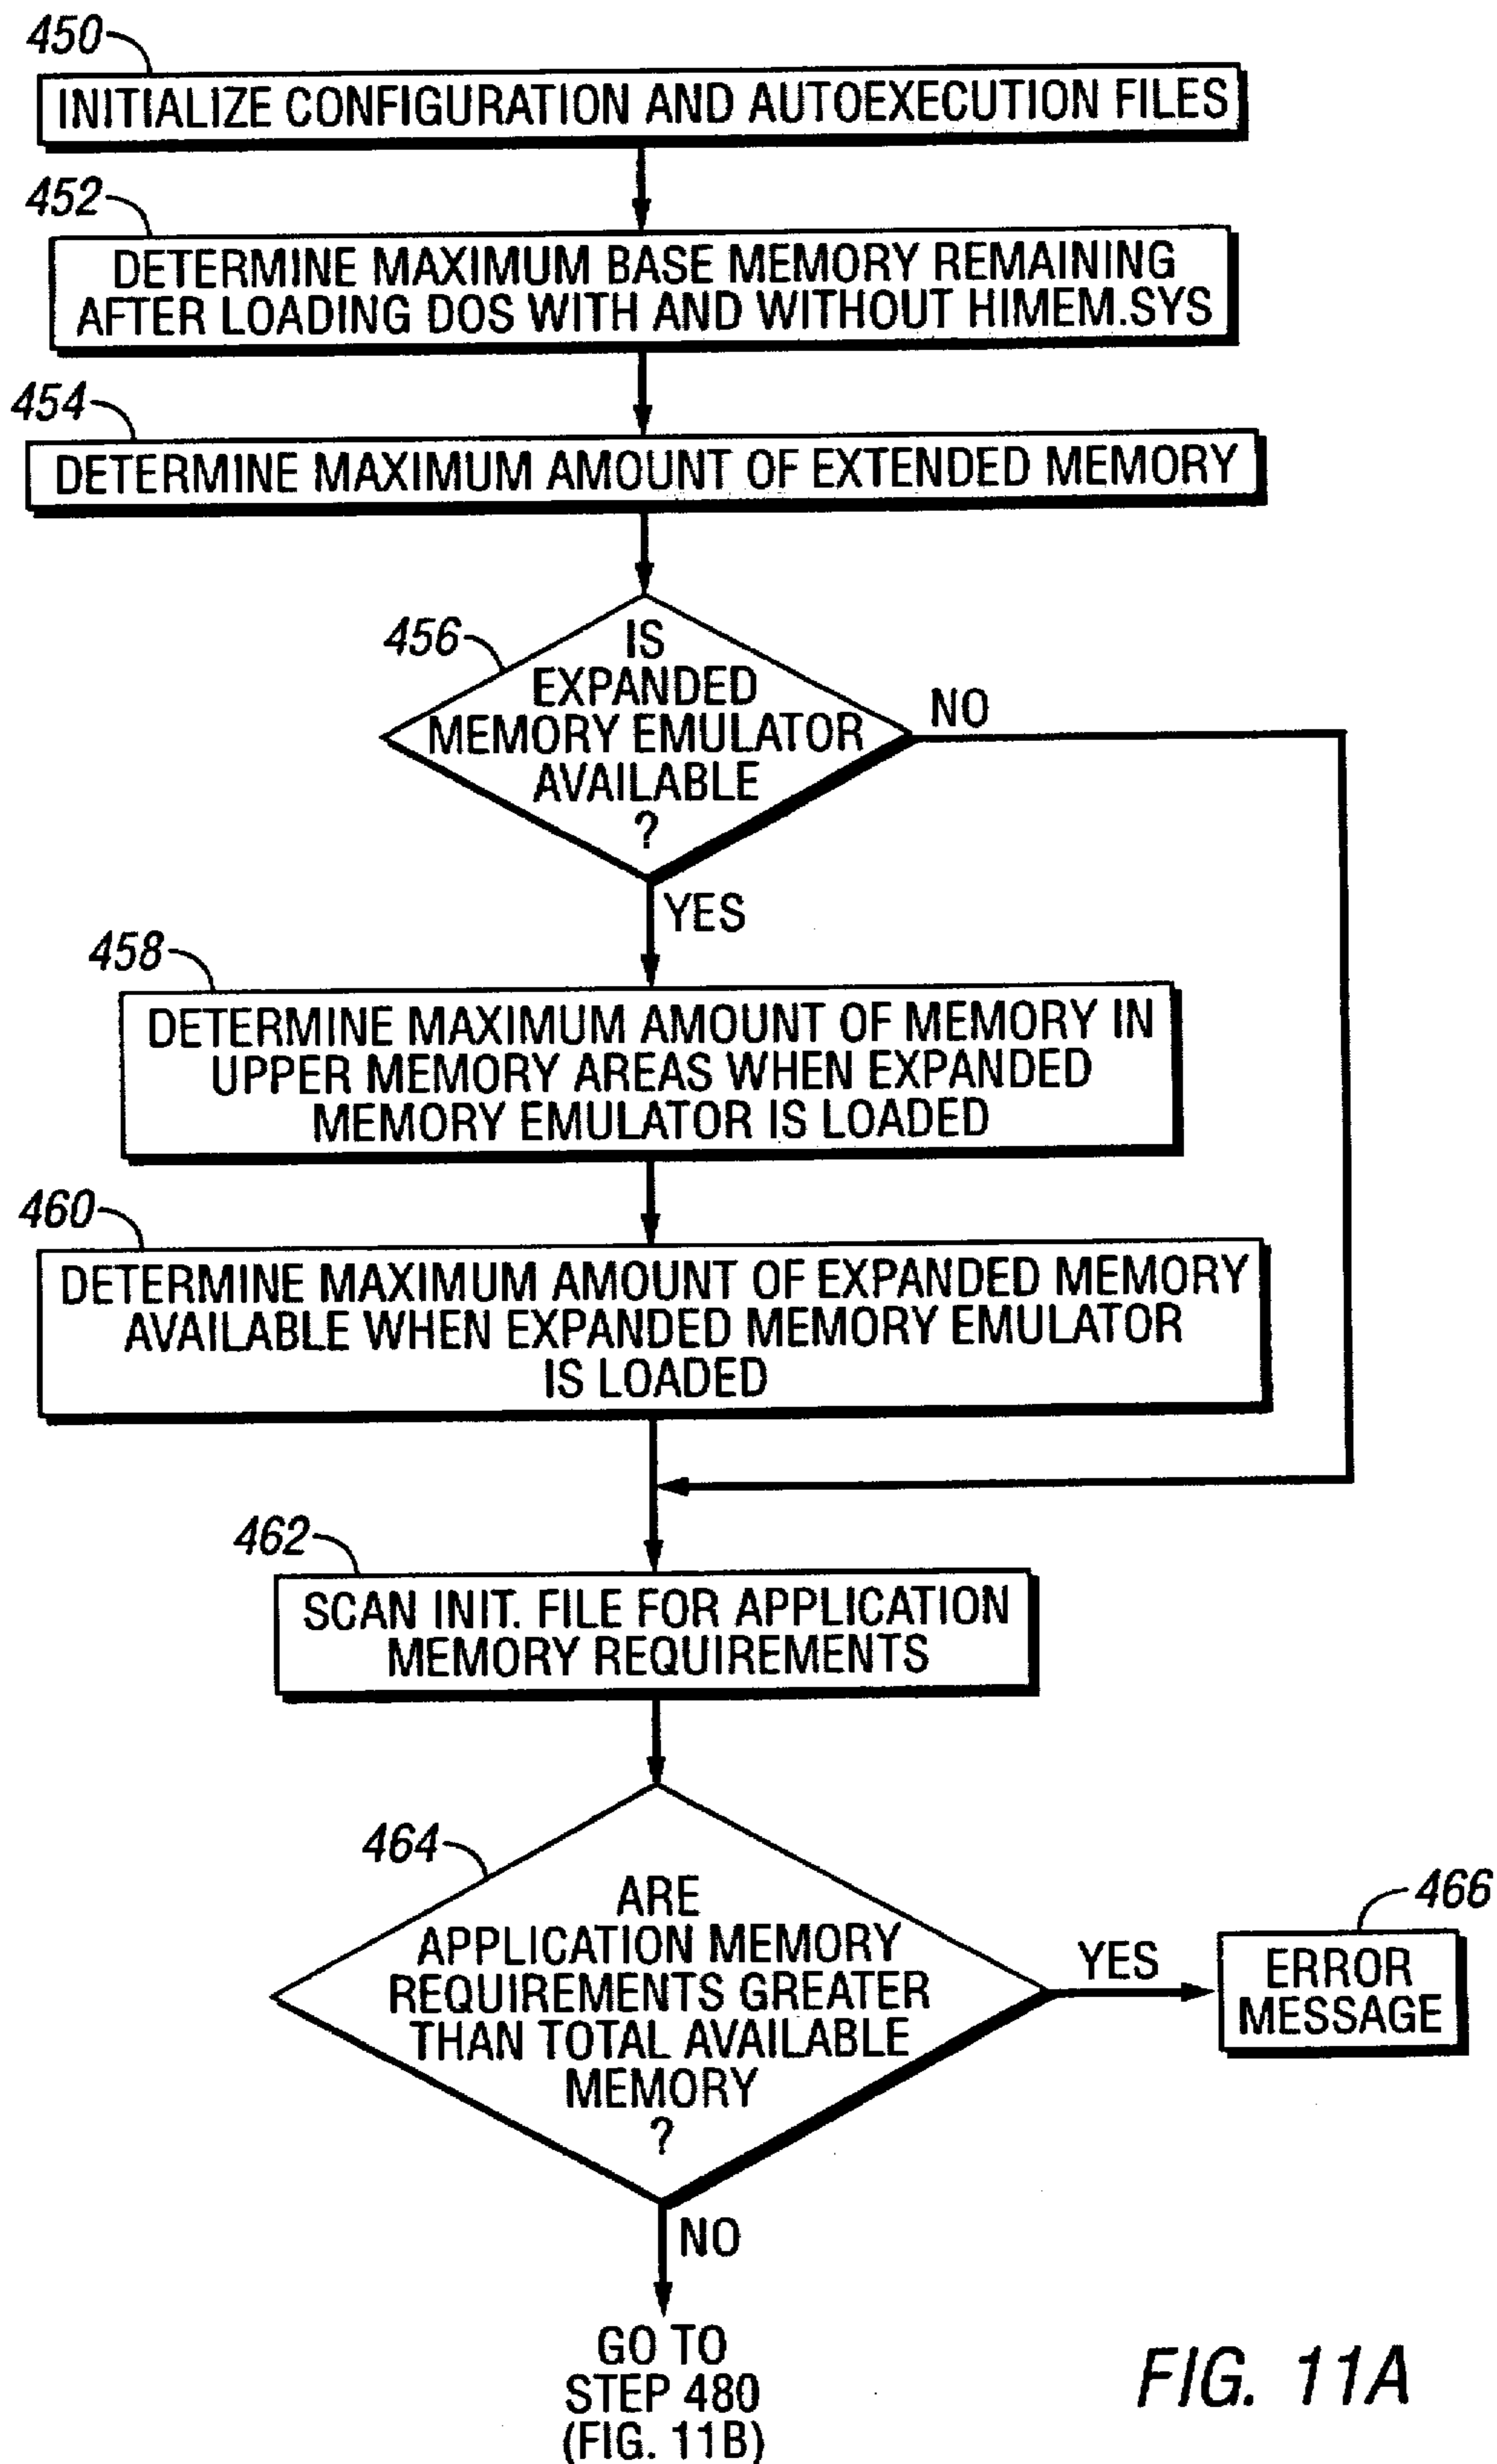 450
INITIALIZE CONFIGURATION AND AUTOEXECUTION FILES
452
DETERMINE MAXIMUM BASE MEMORY REMAINING
AFTER LOADING DOS WITH AND WITHOUT HIMEM.SYS
454
DETERMINE MAXIMUM AMOUNT OF EXTENDED MEMORY
456
IS
EXPANDED
MEMORY EMULATOR
AVAILABLE
?
NO
YES
458
DETERMINE MAXIMUM AMOUNT OF MEMORY IN
UPPER MEMORY AREAS WHEN EXPANDED
MEMORY EMULATOR IS LOADED
460
DETERMINE MAXIMUM AMOUNT OF EXPANDED MEMORY
AVAILABLE WHEN EXPANDED MEMORY EMULATOR
IS LOADED
462
SCAN INIT. FILE FOR APPLICATION
MEMORY REQUIREMENTS
464
ARE
APPLICATION MEMORY
REQUIREMENTS GREATER
THAN TOTAL AVAILABLE
MEMORY
?
YES
466
ERROR
MESSAGE
NO
GO TO
STEP 480
(FIG. 11B)
FIG. 11A